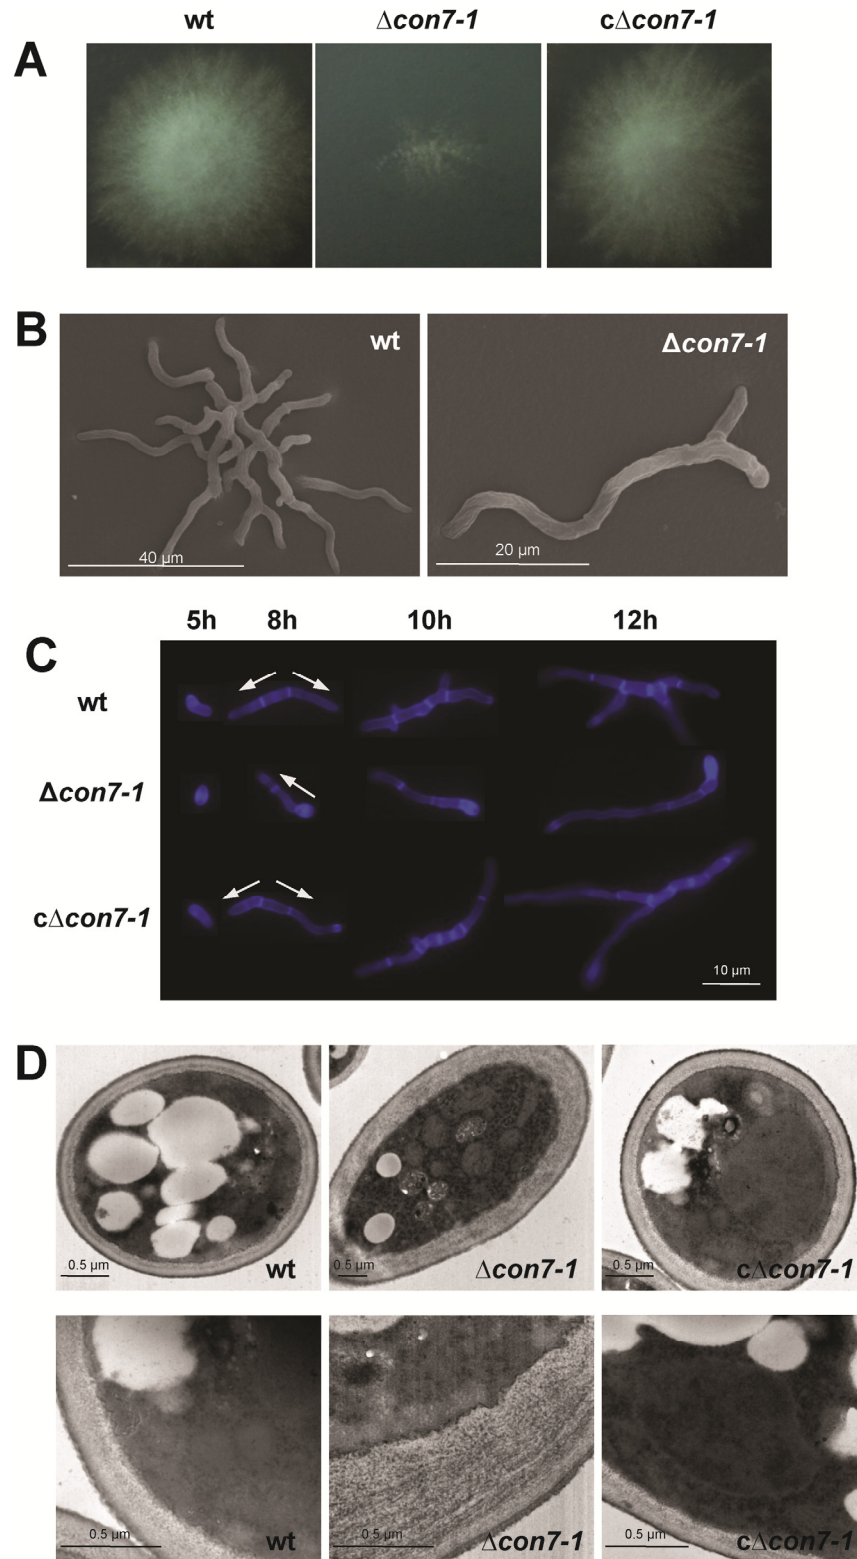 wt Δcon7-1 cΔcon7-1
A
B
wt Δcon7-1
40 µm 20 µm
5h 8h 10h 12h
C
wt
Δcon7-1
cΔcon7-1
10 µm
D
0.5 µm wt 0.5 µm Δcon7-1 0.5 µm cΔcon7-1
0.5 µm wt 0.5 µm Δcon7-1 0.5 µm cΔcon7-1